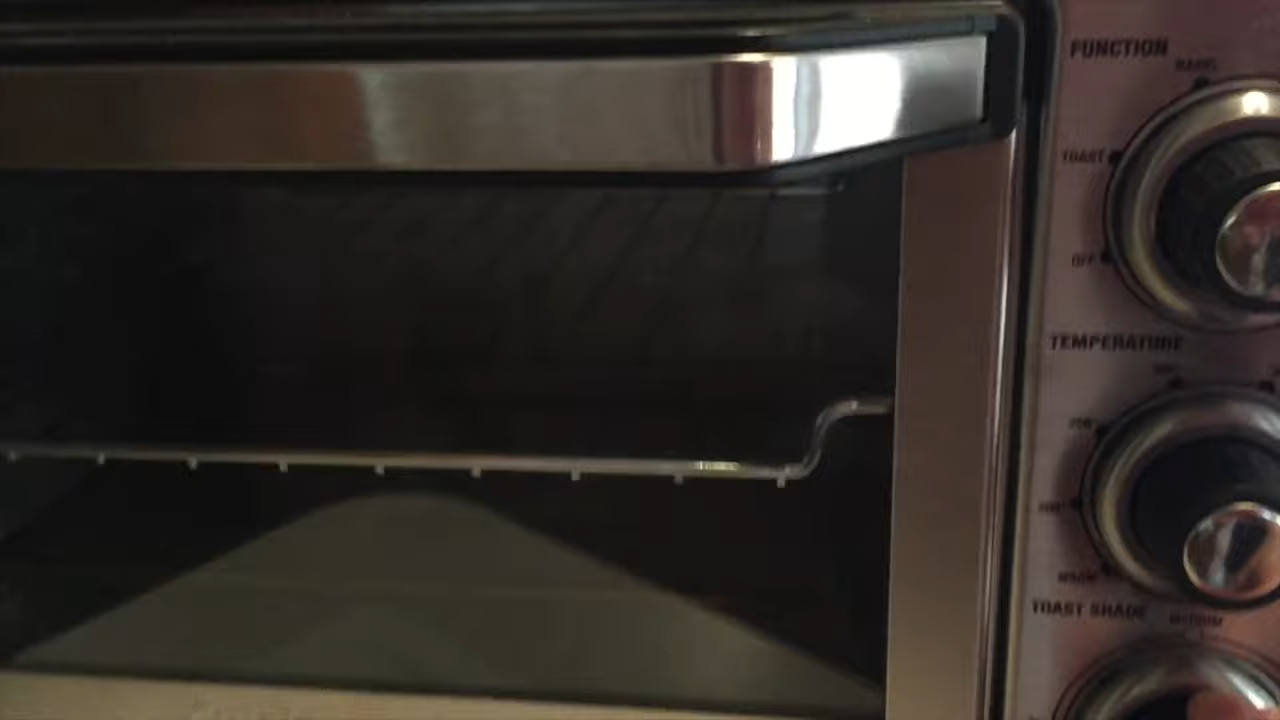 FUNCTION
BAGEL
TOAST
OFF
TEMPERATURE
WARM
TOAST SHADE
MEDIUM